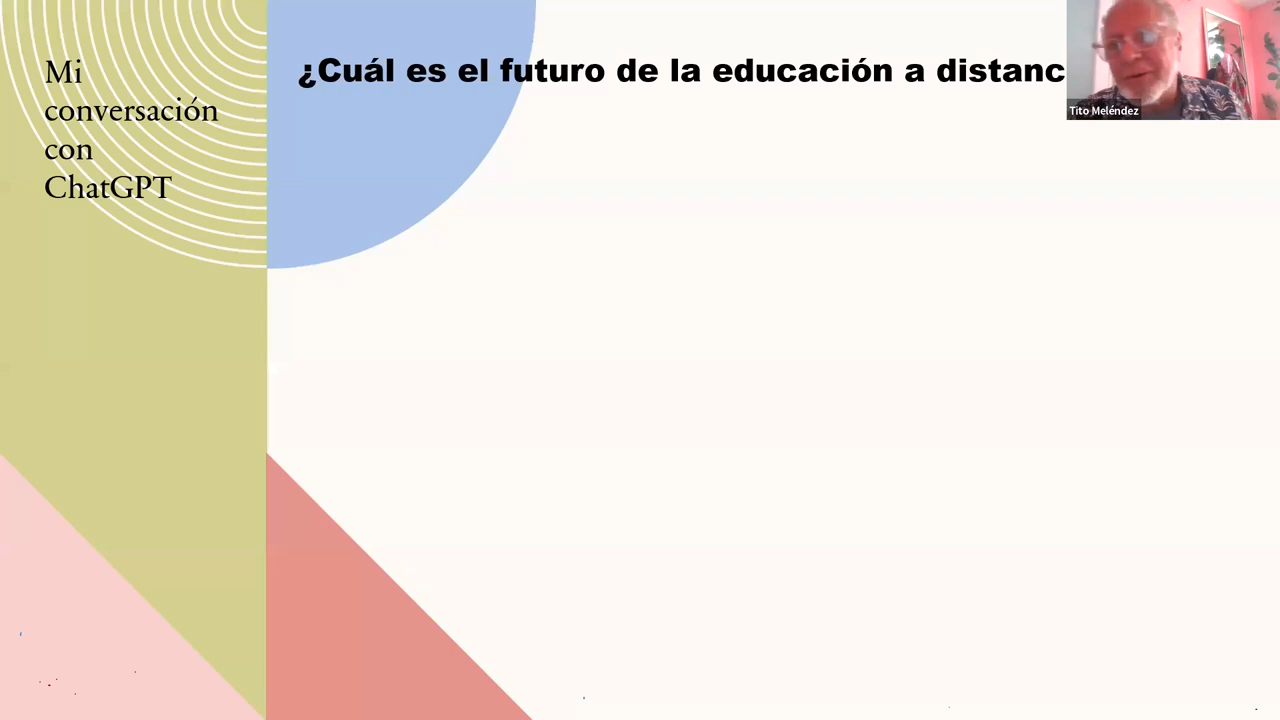 Mi
conversación
con
ChatGPT
¿Cuál es el futuro de la educación a distanc
Tito Meléndez